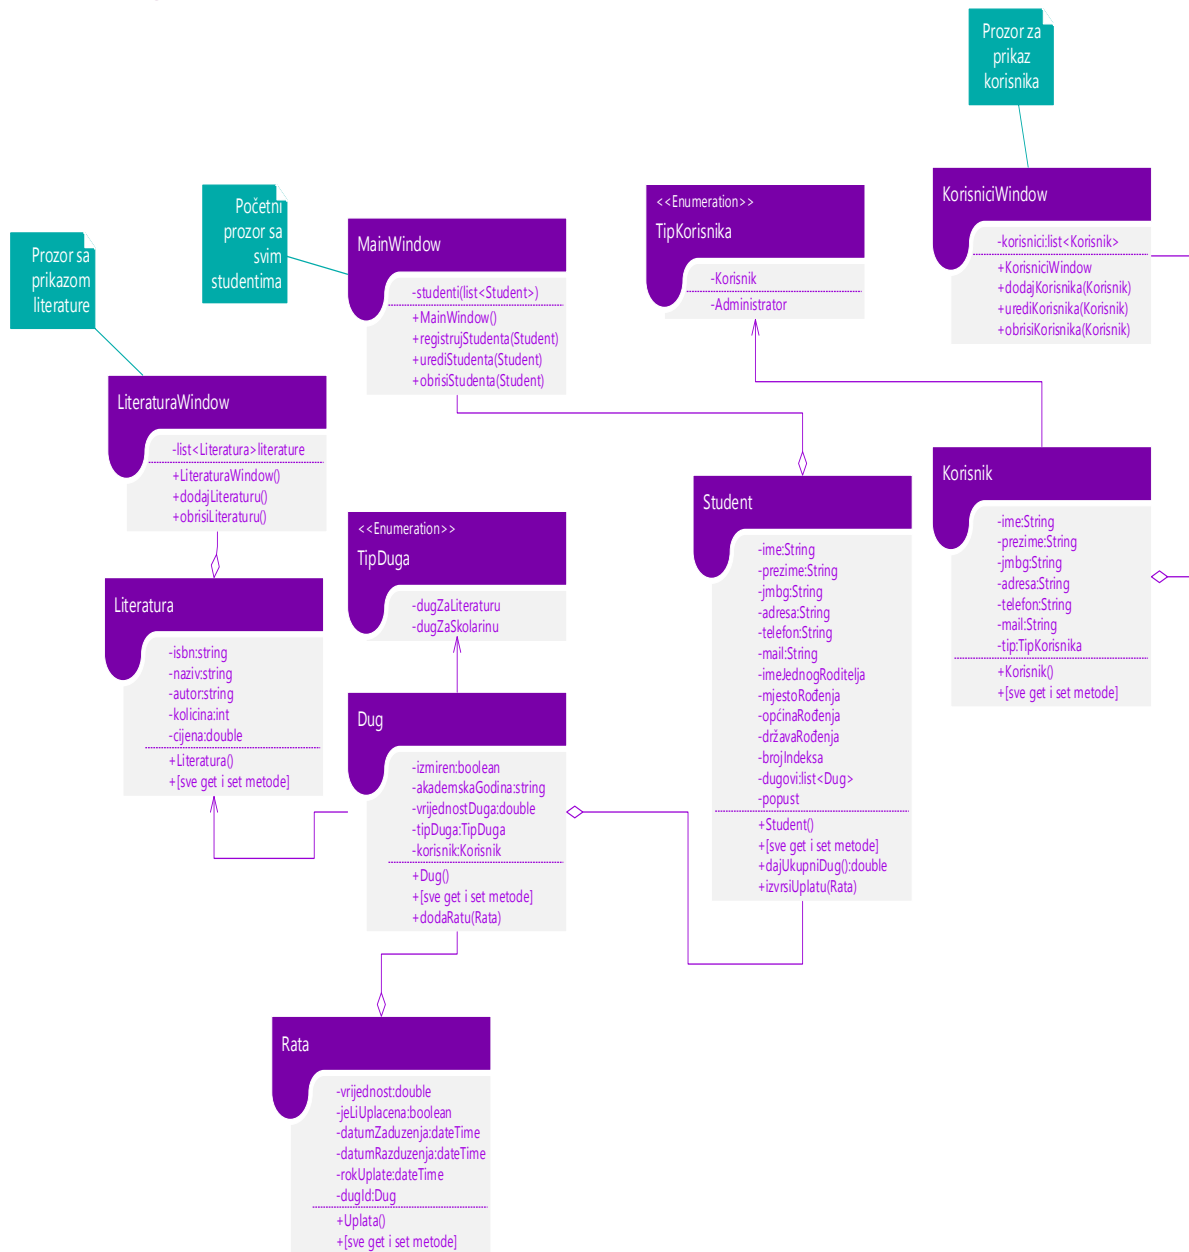 Prozor za
prikaz
korisnika
KorisniciWindow
-korisnici:list<Korisnik>
+KorisniciWindow
+dodajKorisnika(Korisnik)
+urediKorisnika(Korisnik)
+obrisiKorisnika(Korisnik)
<<Enumeration>>
TipKorisnika
-Korisnik
-Administrator
Početni
prozor sa
svim
studentima
MainWindow
-studenti(list<Student>)
+MainWindow()
+registrujStudenta(Student)
+urediStudenta(Student)
+obrisiStudenta(Student)
Prozor sa
prikazom
literature
LiteraturaWindow
-list<Literatura>literature
+LiteraturaWindow()
+dodajLiteraturu()
+obrisiLiteraturu()
Korisnik
-ime:String
-prezime:String
-jmbg:String
-adresa:String
-telefon:String
-mail:String
-tip:TipKorisnika
+Korisnik()
+[sve get i set metode]
Student
-ime:String
-prezime:String
-jmbg:String
-adresa:String
-telefon:String
-mail:String
-imeJednogRoditelja
-mjestoRođenja
-općinaRođenja
-državaRođenja
-brojIndeksa
-dugovi:list<Dug>
-popust
+Student()
+[sve get i set metode]
+dajUkupniDug():double
+izvrsiUplatu(Rata)
<<Enumeration>>
TipDuga
-dugZaLiteraturu
-dugZaSkolarinu
Literatura
-isbn:string
-naziv:string
-autor:string
-kolicina:int
-cijena:double
+Literatura()
+[sve get i set metode]
Dug
-izmiren:boolean
-akademskaGodina:string
-vrijednostDuga:double
-tipDuga:TipDuga
-korisnik:Korisnik
+Dug()
+[sve get i set metode]
+dodaRatu(Rata)
Rata
-vrijednost:double
-jeLiUplacena:boolean
-datumZaduzenja:dateTime
-datumRazduzenja:dateTime
-rokUplate:dateTime
-dugId:Dug
+Uplata()
+[sve get i set metode]